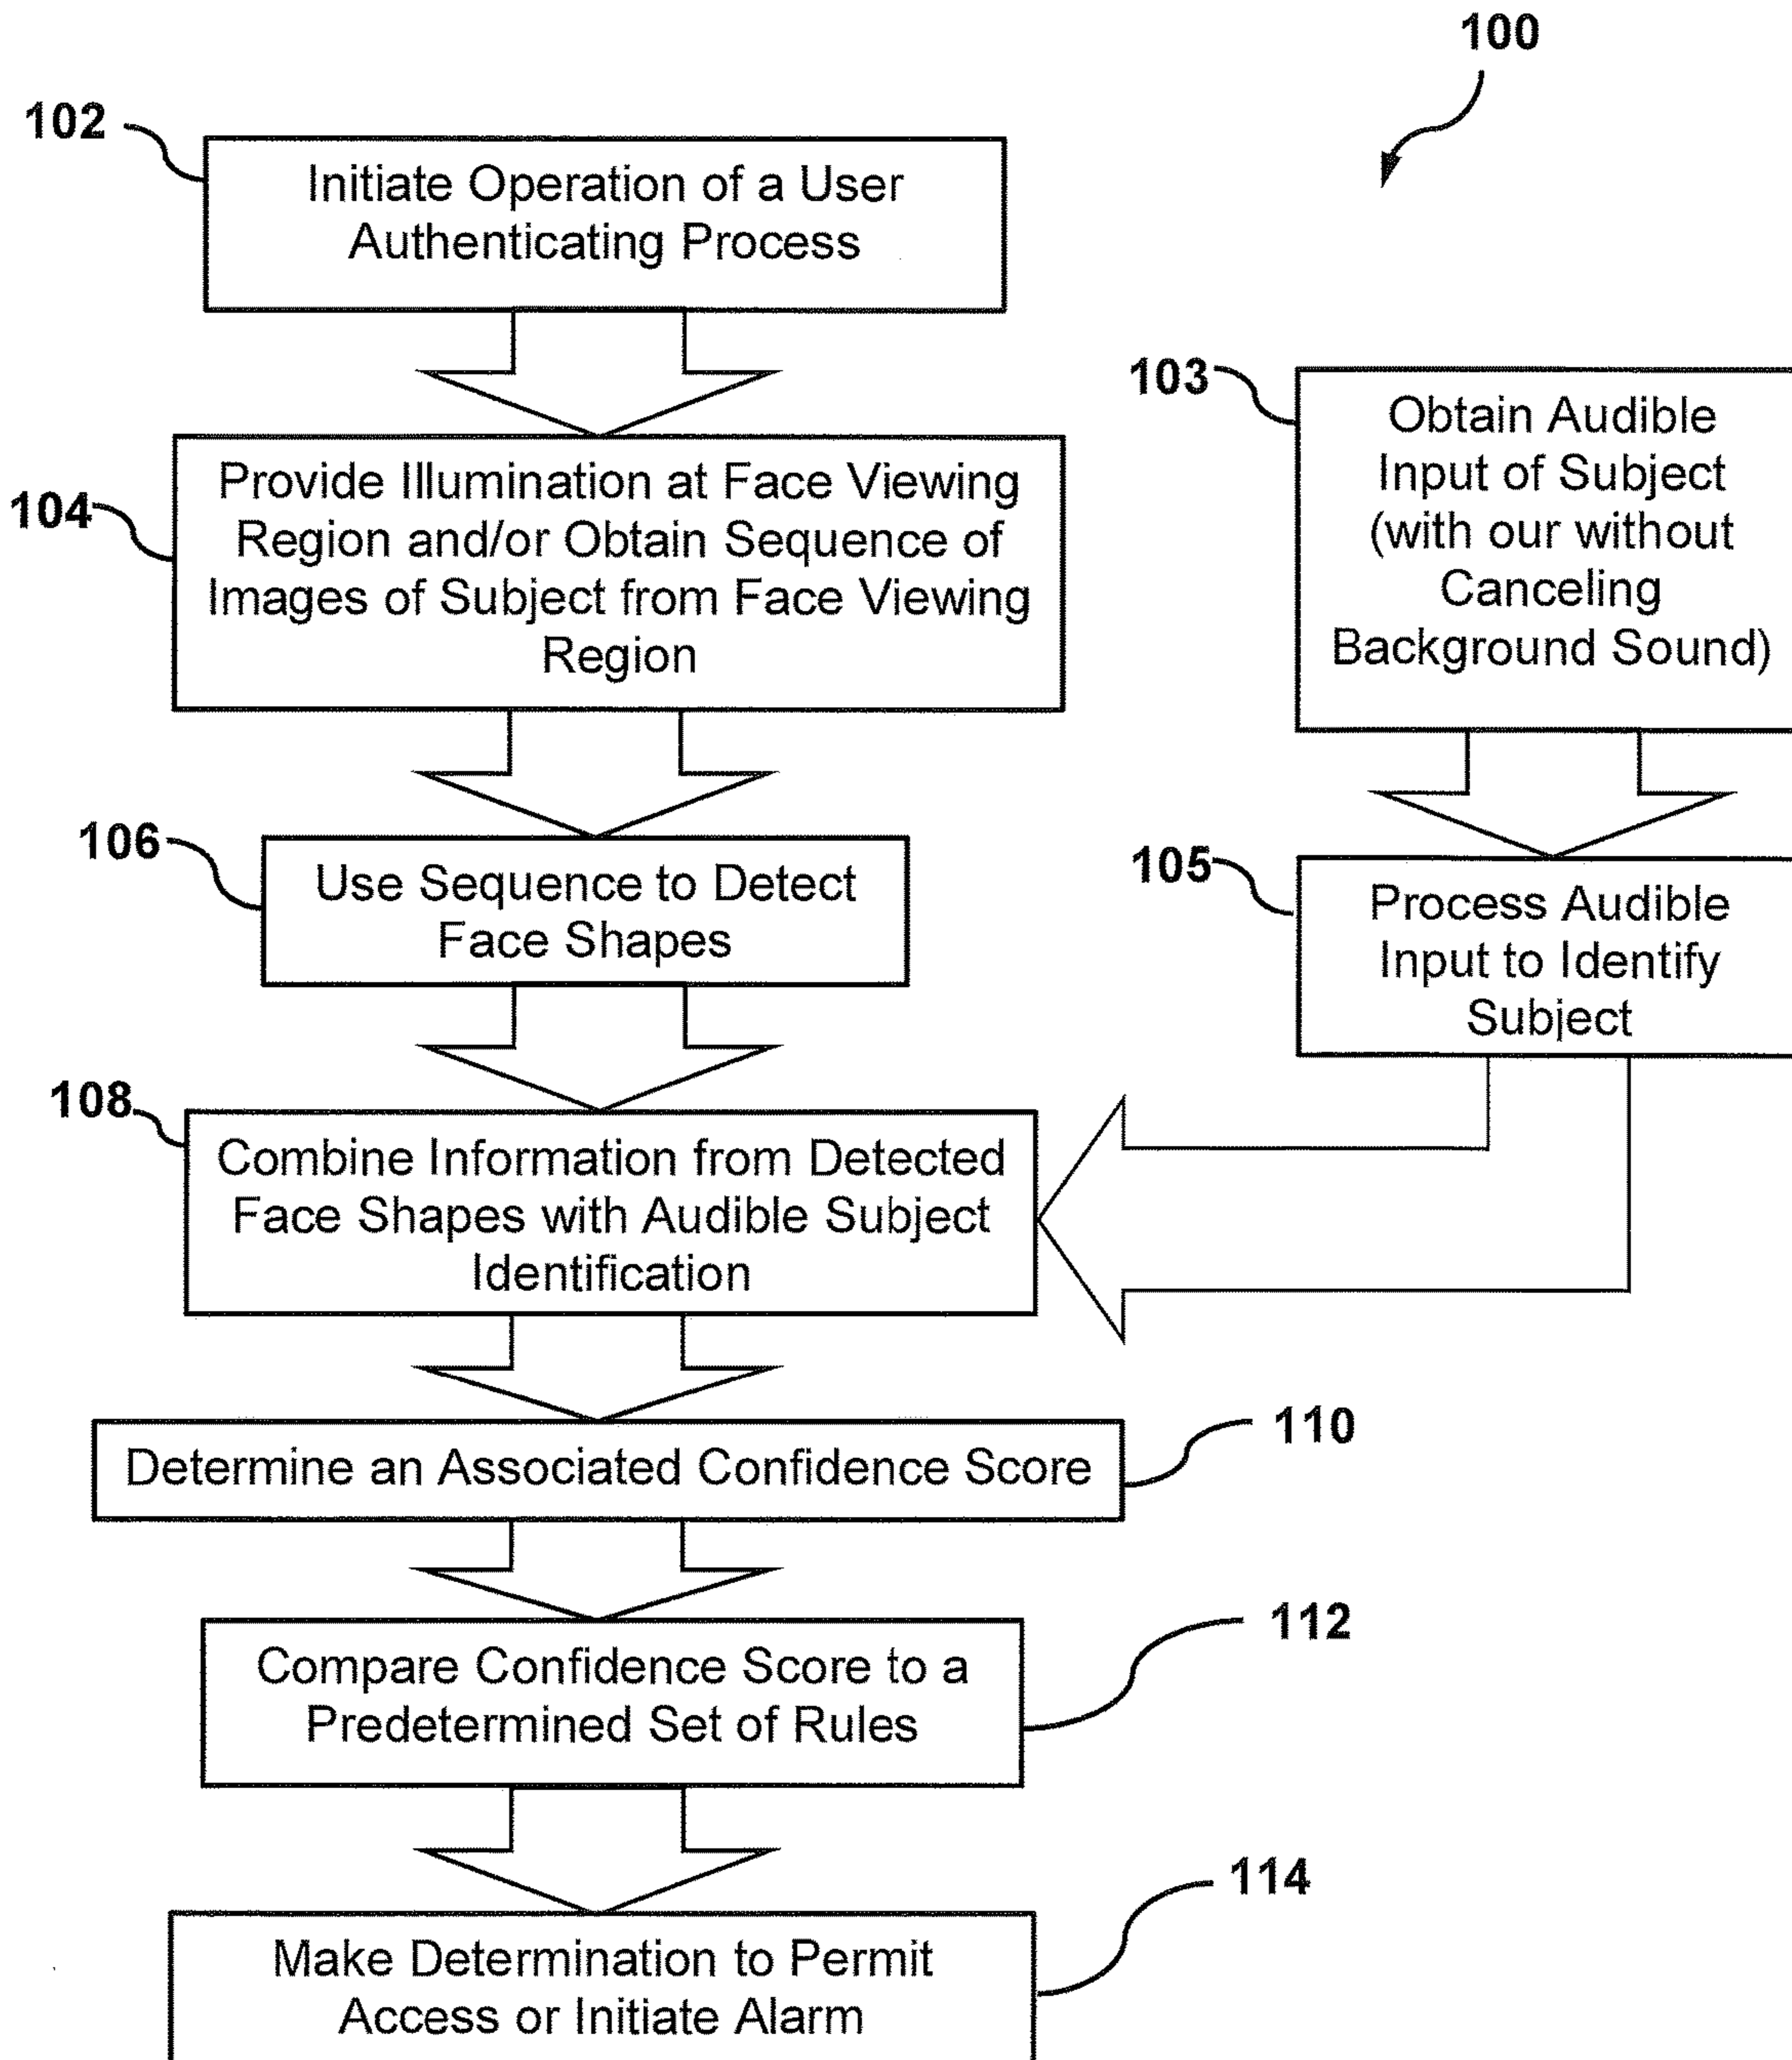 100
102
Initiate Operation of a User
Authenticating Process
104
Provide Illumination at Face Viewing
Region and/or Obtain Sequence of
Images of Subject from Face Viewing
Region
103
Obtain Audible
Input of Subject
(with our without
Canceling
Background Sound)
106
Use Sequence to Detect
Face Shapes
105
Process Audible
Input to Identify
Subject
108
Combine Information from Detected
Face Shapes with Audible Subject
Identification
110
Determine an Associated Confidence Score
112
Compare Confidence Score to a
Predetermined Set of Rules
114
Make Determination to Permit
Access or Initiate Alarm